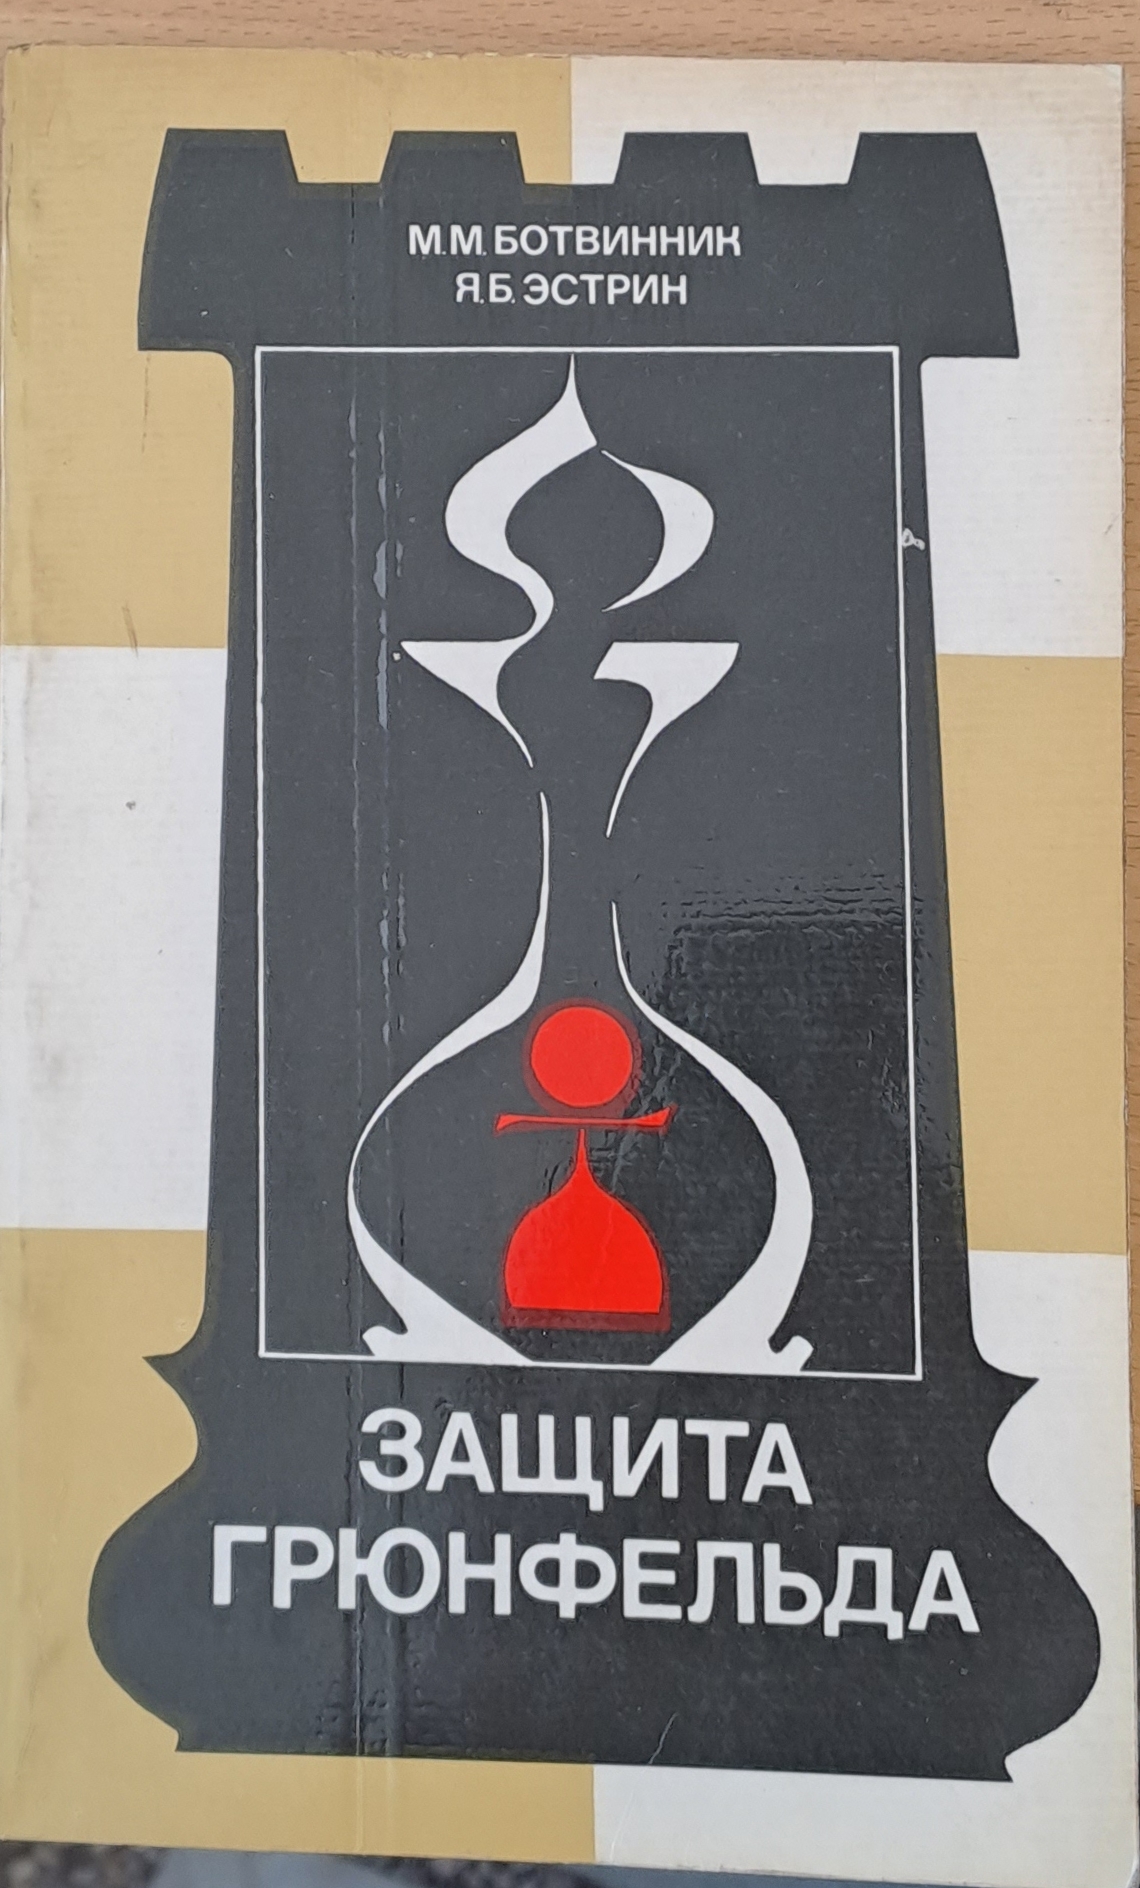 М.М. БОТВИННИК
Я.Б. ЭСТРИН
ЗАЩИТА
ГРЮНФЕЛЬДА